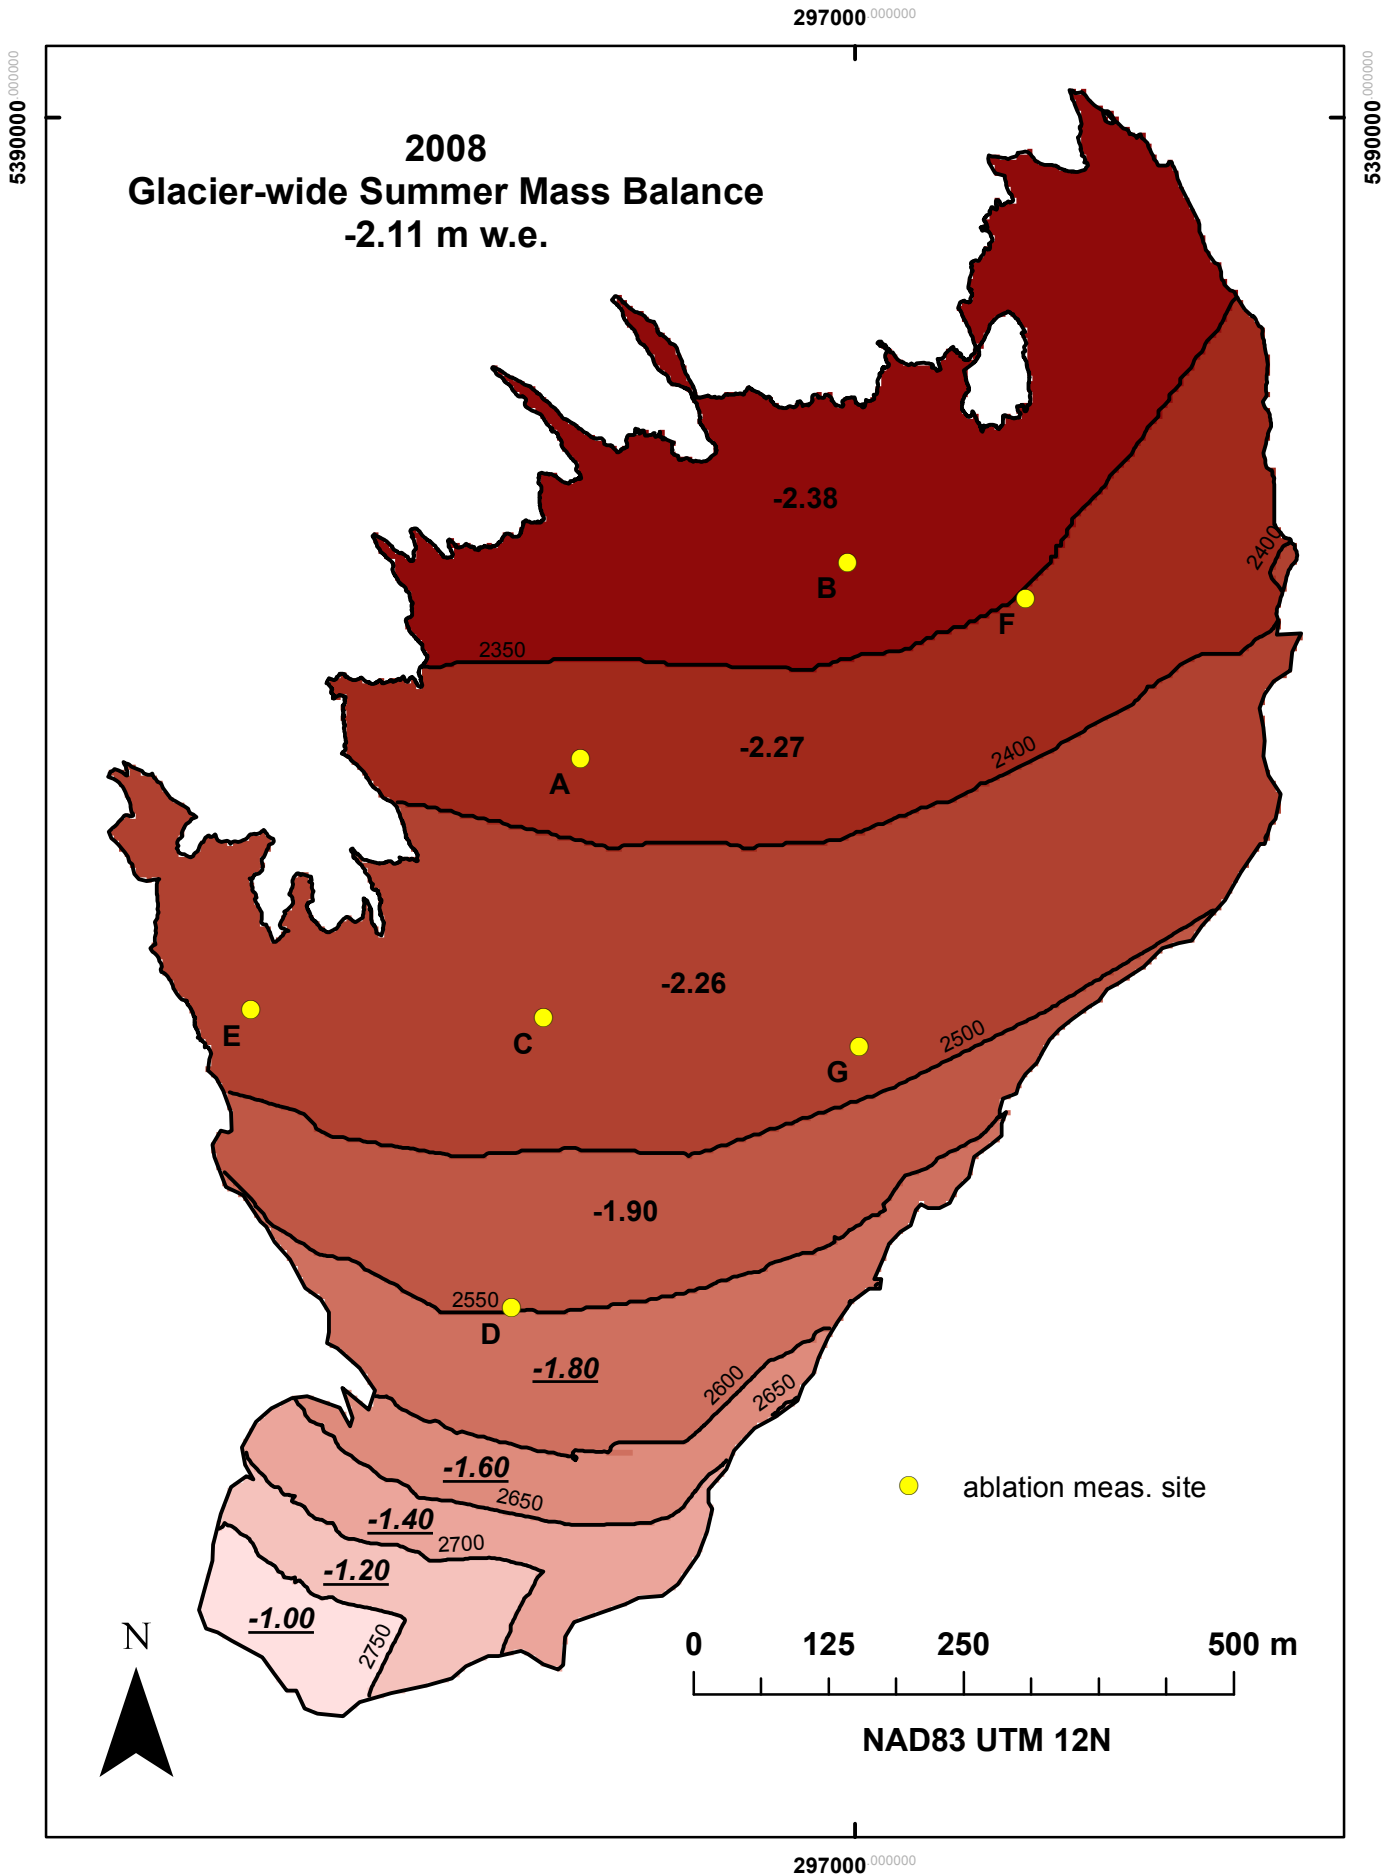 297000.000000
5390000.000000
5390000.000000
2008
Glacier-wide Summer Mass Balance
-2.11 m w.e.
-2.38
2400
B
F
2350
-2.27
2400
A
-2.26
E
C
2500
G
-1.90
2550
D
-1.80
2600
2650
-1.60
2650
ablation meas. site
-1.40
2700
-1.20
-1.00
2750
N
0 125 250 500 m
NAD83 UTM 12N
297000.000000